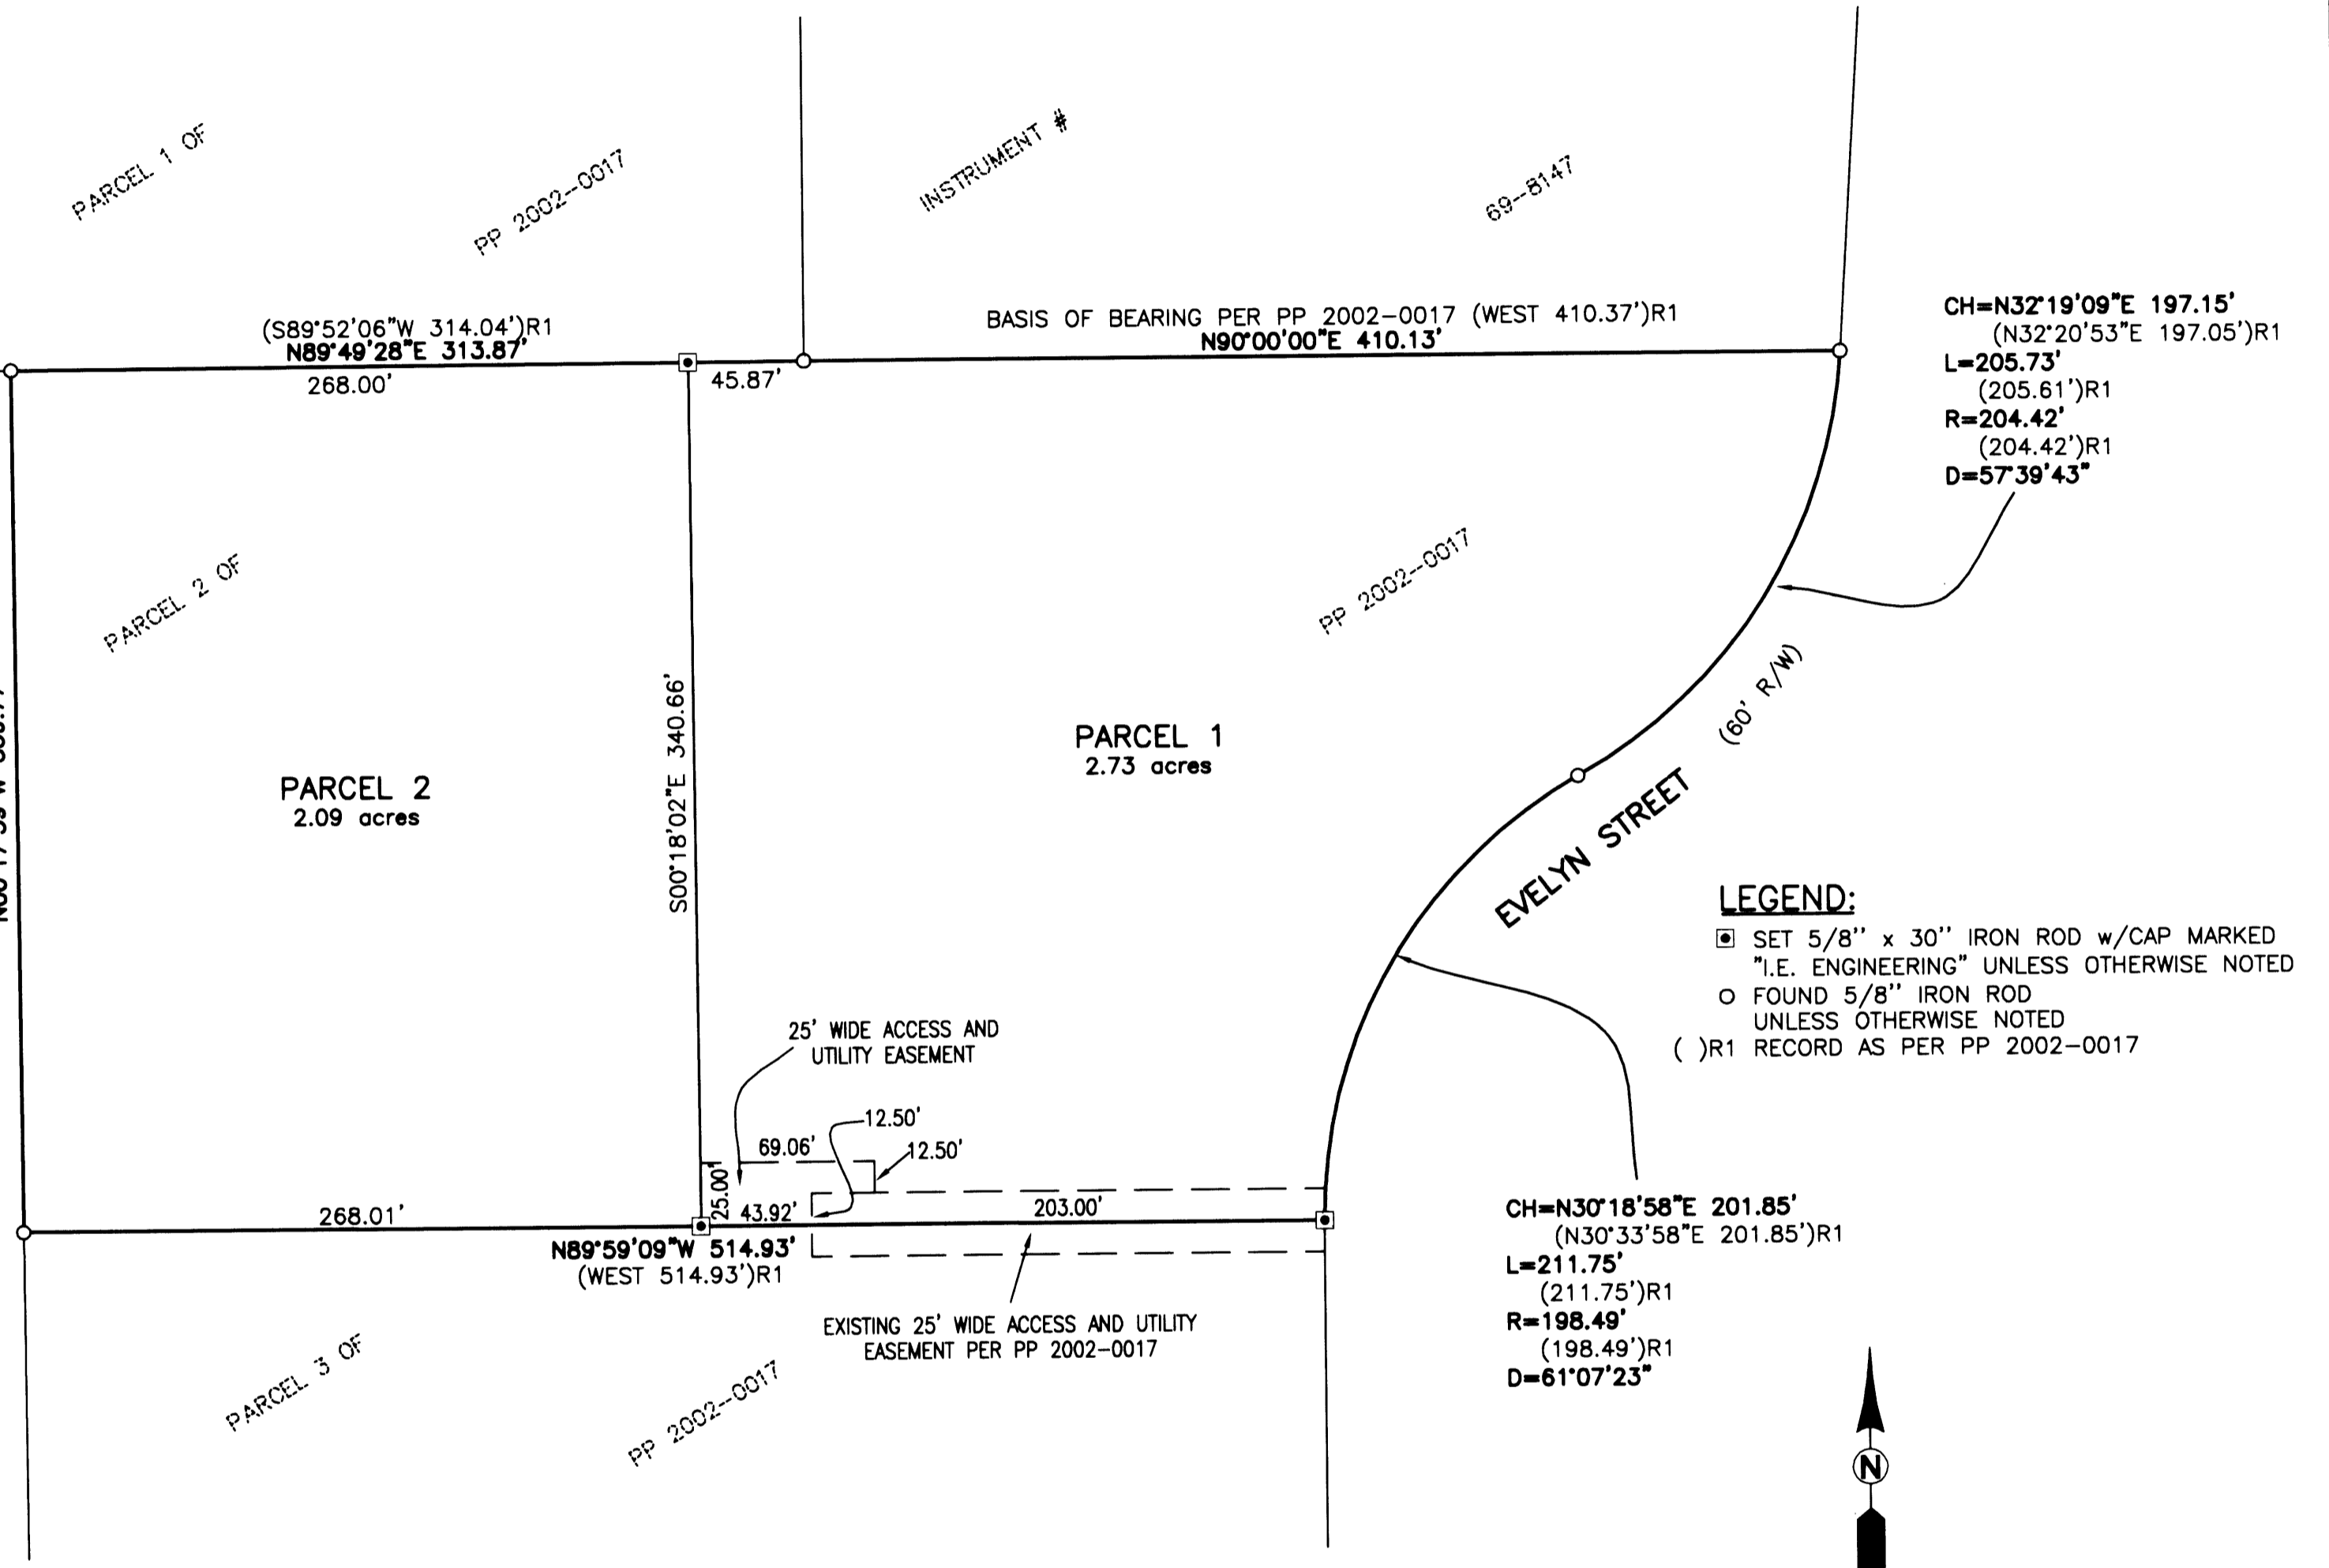 PARCEL 1 OF
PP 2002--0017
INSTRUMENT #
69--8147
(S89°52'06"W 314.04')R1
N89°49'28"E 313.87'
268.00'
45.87'
BASIS OF BEARING PER PP 2002-0017 (WEST 410.37')R1
N90°00'00"E 410.13'
CH=N32°19'09"E 197.15'
(N32°20'53"E 197.05')R1
L=205.73'
(205.61')R1
R=204.42'
(204.42')R1
D=57°39'43"
PARCEL 2 OF
PP 2002--0017
S00°18'02"E 340.66'
PARCEL 1
2.73 acres
PARCEL 2
2.09 acres
EVELYN STREET (60' R/W)
LEGEND:
SET 5/8'' x 30'' IRON ROD w/CAP MARKED
"I.E. ENGINEERING" UNLESS OTHERWISE NOTED
FOUND 5/8'' IRON ROD
UNLESS OTHERWISE NOTED
( )R1 RECORD AS PER PP 2002-0017
25' WIDE ACCESS AND
UTILITY EASEMENT
12.50'
69.06'
12.50'
25.00'
268.01'
43.92'
203.00'
N89°59'09"W 514.93'
(WEST 514.93')R1
EXISTING 25' WIDE ACCESS AND UTILITY
EASEMENT PER PP 2002-0017
CH=N30°18'58"E 201.85'
(N30°33'58"E 201.85')R1
L=211.75'
(211.75')R1
R=198.49'
(198.49')R1
D=61°07'23"
PARCEL 3 OF
PP 2002--0017
N